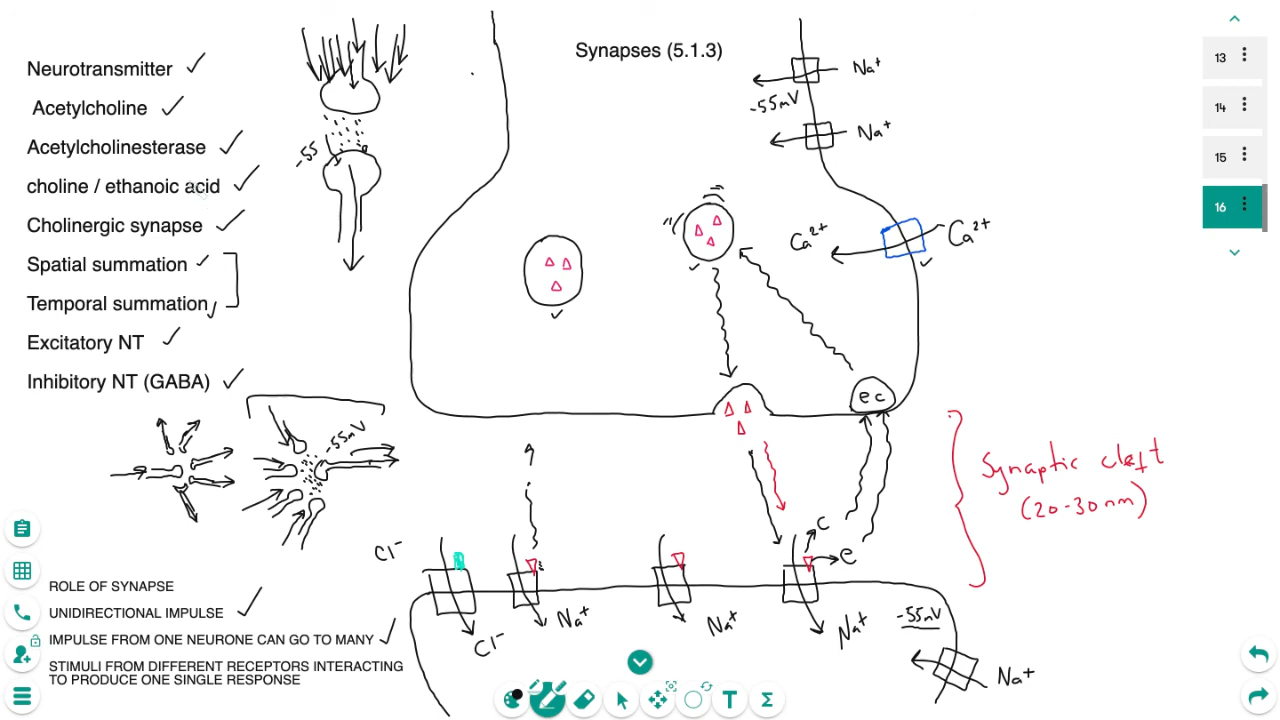 Synapses (5.1.3)
Neurotransmitter
Acetylcholine
Acetylcholinesterase
choline / ethanoic acid
Cholinergic synapse
Spatial summation
Temporal summation
Excitatory NT
Inhibitory NT (GABA)
-55
-55mV
Na+
-55mV
Na+
Ca2+
Ca2+
ec
Synaptic cleft
(20-30nm)
c
e
Cl-
Cl-
Na+
Na+
Na+
-55mV
Na+
ROLE OF SYNAPSE
UNIDIRECTIONAL IMPULSE
IMPULSE FROM ONE NEURONE CAN GO TO MANY
STIMULI FROM DIFFERENT RECEPTORS INTERACTING
TO PRODUCE ONE SINGLE RESPONSE
13
14
15
16
T
Σ